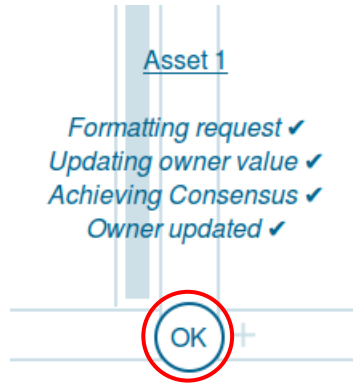 Asset 1
Formatting request ✔
Updating owner value ✔
Achieving Consensus ✔
Owner updated ✔
OK
+